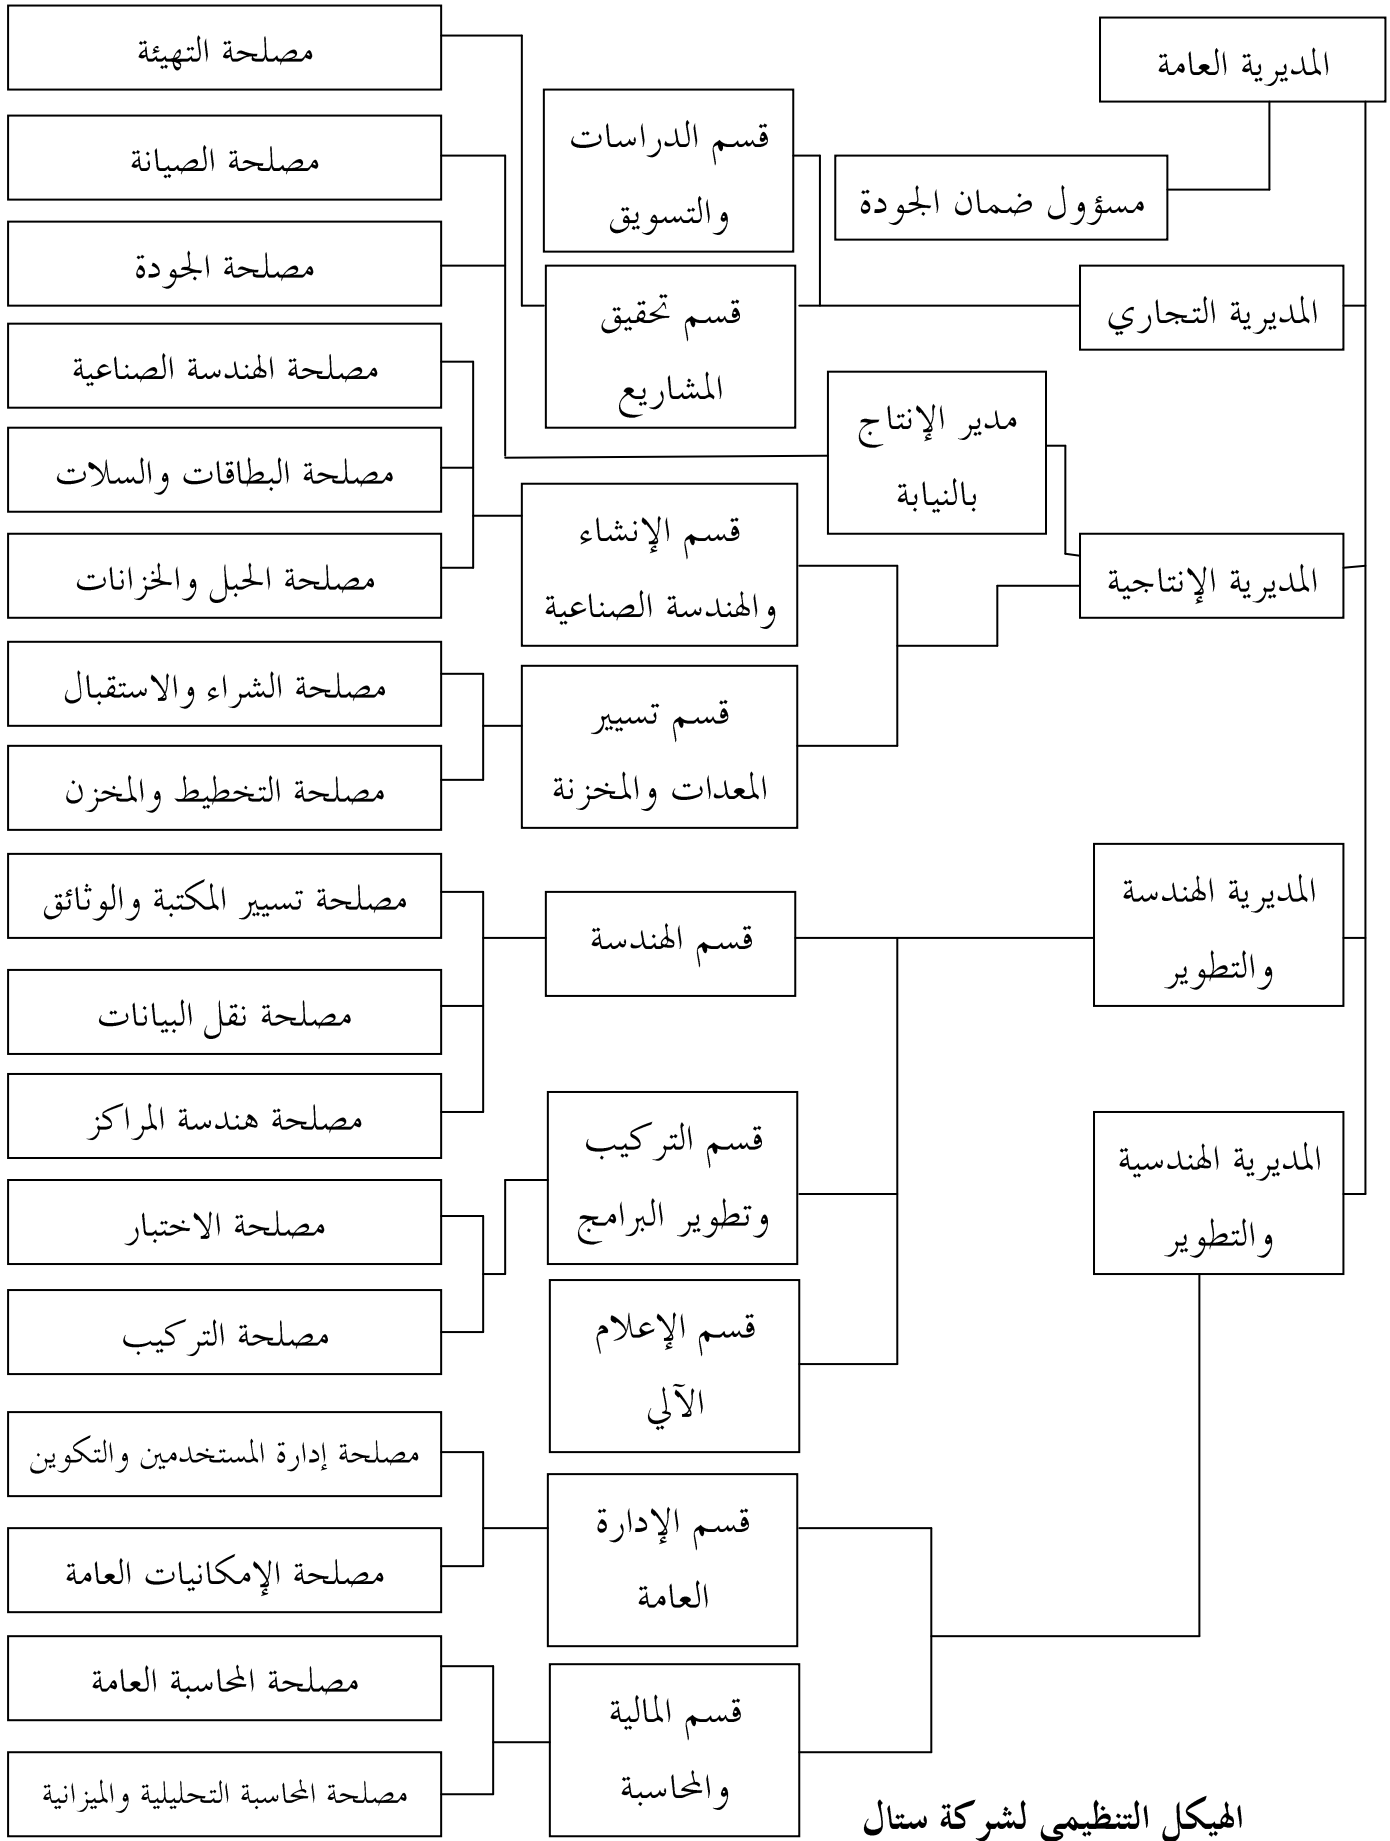 المديرية العامة
مسؤول ضمان الجودة
المديرية التجاري
قسم الدراسات
والتسويق
قسم تحقيق
المشاريع
مصلحة التهيئة
مصلحة الصيانة
مصلحة الجودة
مدير الإنتاج
بالنيابة
المديرية الإنتاجية
قسم الإنشاء
والهندسة الصناعية
مصلحة الهندسة الصناعية
مصلحة البطاقات والسلات
مصلحة الحبل والخزانات
قسم تسيير
المعدات والمخزنة
مصلحة الشراء والاستقبال
مصلحة التخطيط والمخزن
المديرية الهندسة
والتطوير
قسم الهندسة
مصلحة تسيير المكتبة والوثائق
مصلحة نقل البيانات
مصلحة هندسة المراكز
قسم التركيب
وتطوير البرامج
مصلحة الاختبار
مصلحة التركيب
قسم الإعلام
الآلي
المديرية الهندسية
والتطوير
قسم الإدارة
العامة
مصلحة إدارة المستخدمين والتكوين
مصلحة الإمكانيات العامة
قسم المالية
والمحاسبة
مصلحة المحاسبة العامة
مصلحة المحاسبة التحليلية والميزانية
الهيكل التنظيمي لشركة ستال